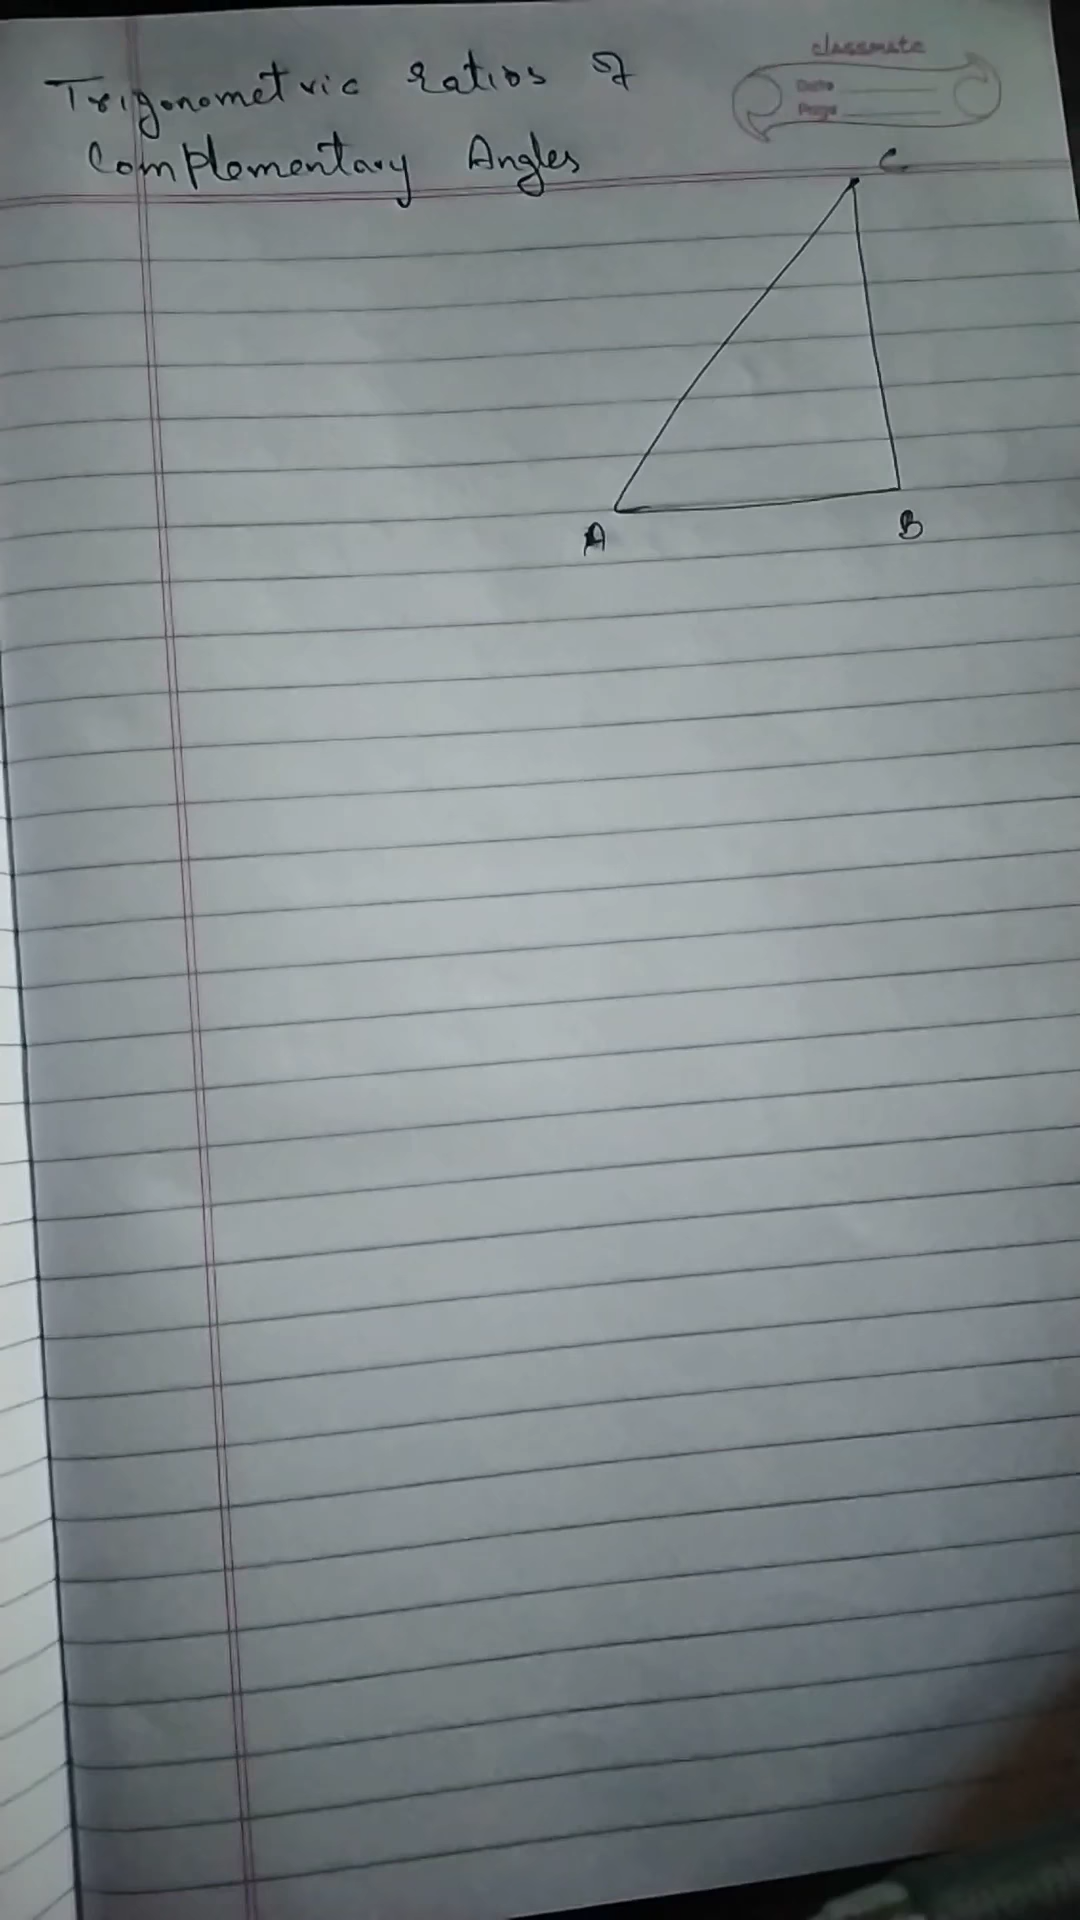 Trigonometric ratios of
Complementary Angles
classmate
Date
Page
C
A
B